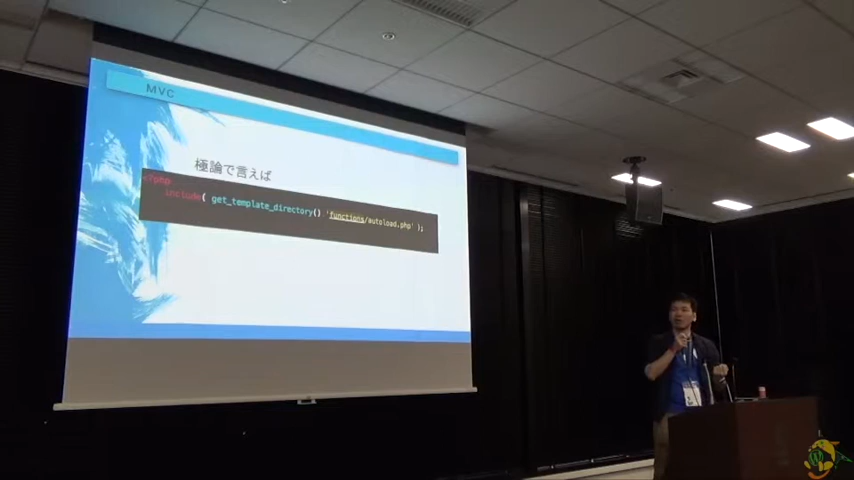 MVC
極論で言えば
<?php
include( get_template_directory() 'functions/autoload.php' );